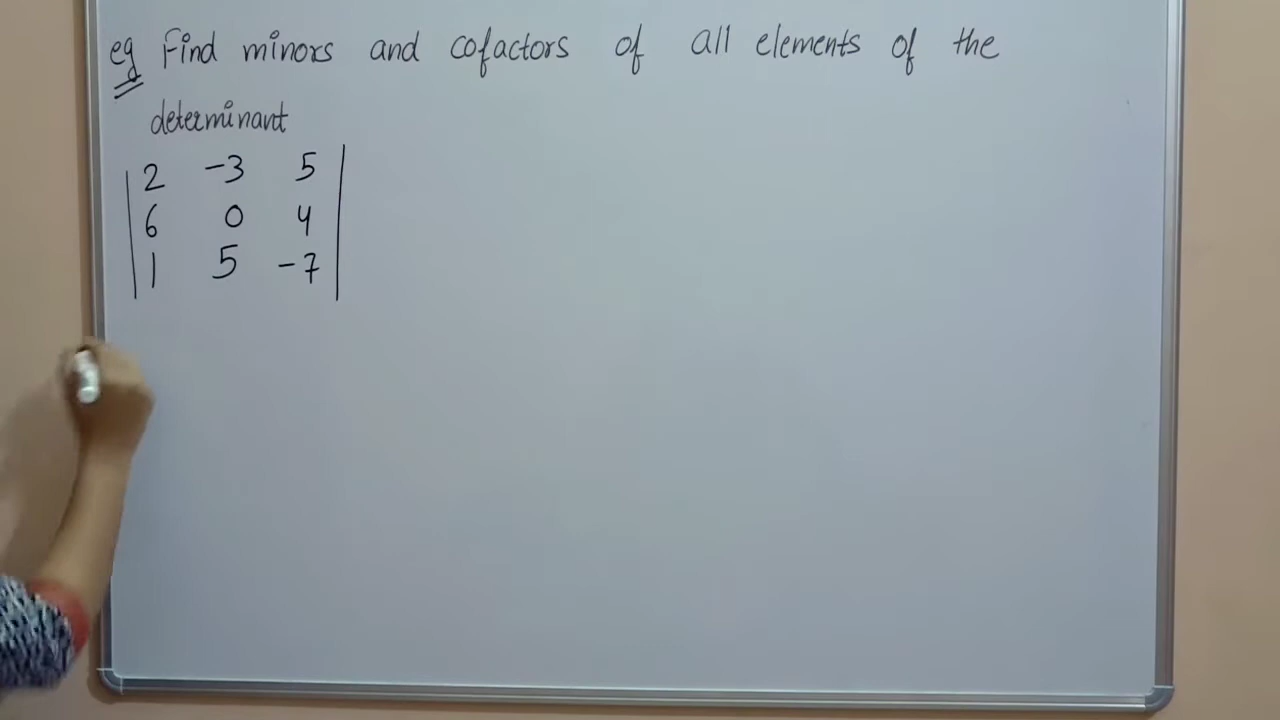 eg Find minors and cofactors of all elements of the
determinant
2 -3 5
6 0 4
1 5 -7